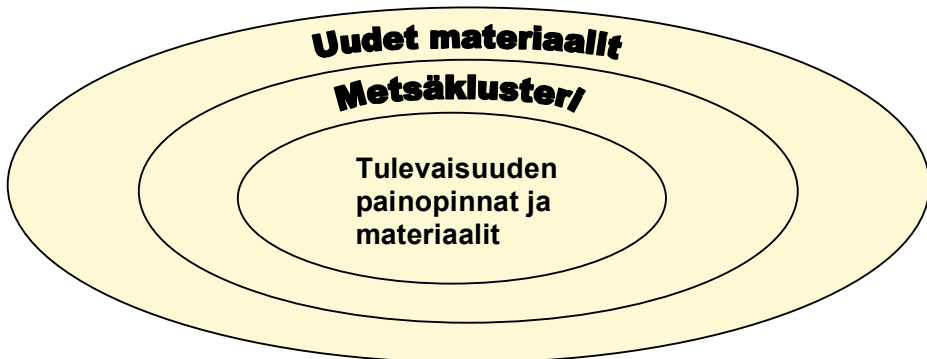 Uudet materiaalit
Metsäklusteri
Tulevaisuuden
painopinnat ja
materiaalit